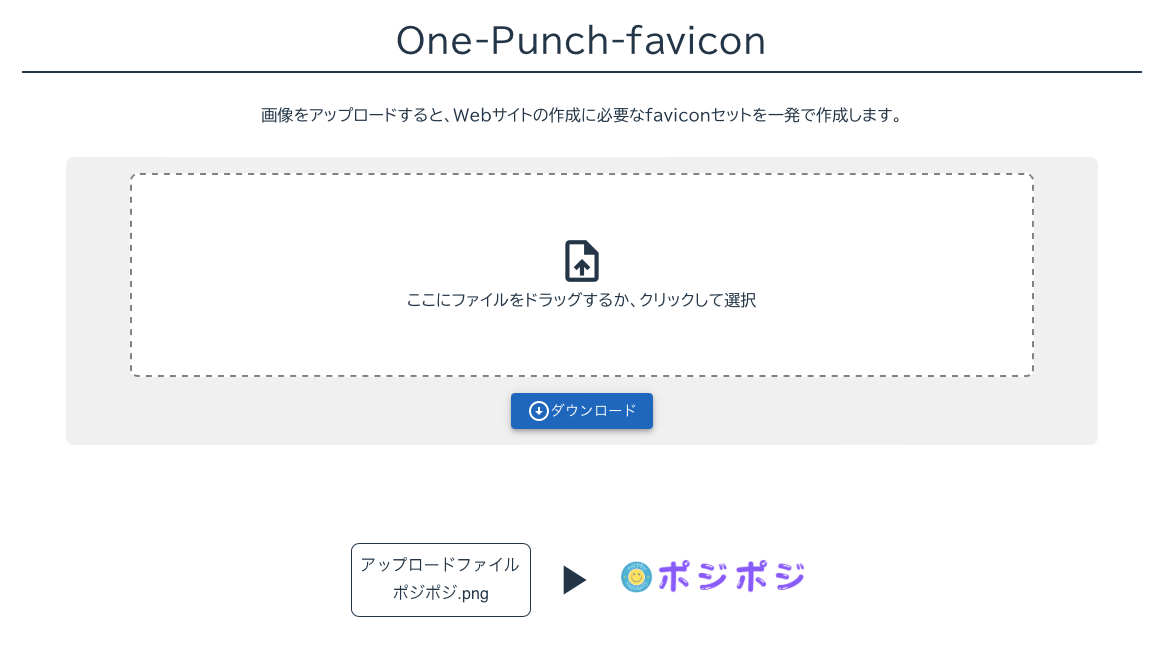 One-Punch-favicon
画像をアップロードすると、Webサイトの作成に必要なfaviconセットを一発で作成します。
ここにファイルをドラッグするか、クリックして選択
ダウンロード
アップロードファイル
ポジポジ.png
ポジポジ